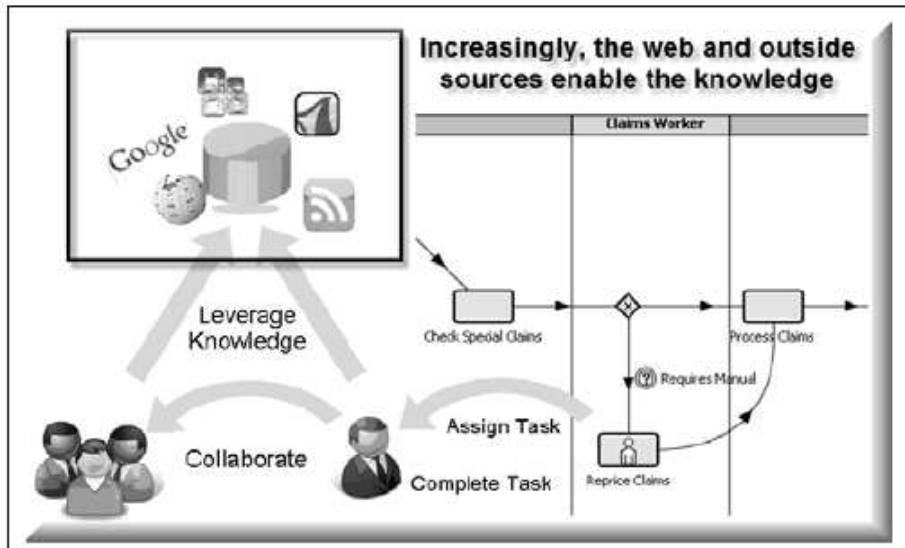 Increasingly, the web and outside
sources enable the knowledge
Google
Claims Worker
Leverage
Knowledge
Check Special Claims
Process Claims
Requires Manual
Assign Task
Collaborate
Complete Task
Reprice Claims